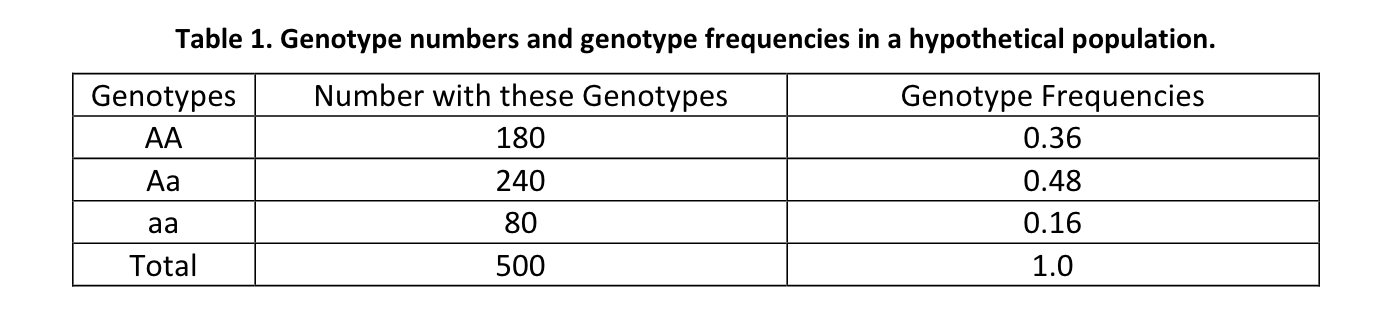 Table 1. Genotype numbers and genotype frequencies in a hypothetical population.
Genotypes Number with these Genotypes Genotype Frequencies
AA 180 0.36
Aa 240 0.48
aa 80 0.16
Total 500 1.0